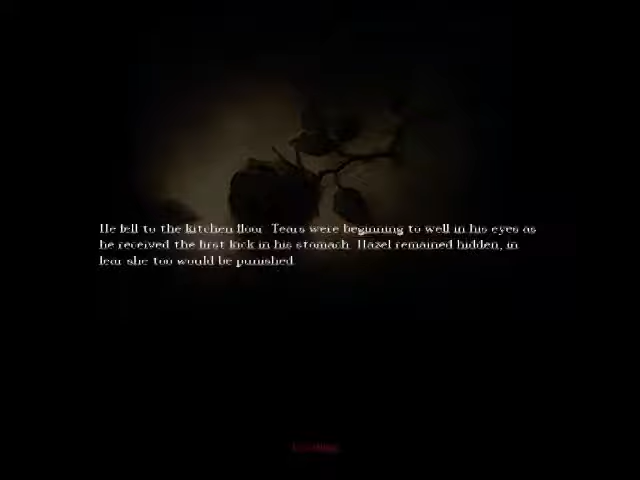 He fell to the kitchen floor. Tears were beginning to well in his eyes as
he received the first kick in his stomach. Hazel remained hidden, in
fear she too would be punished.